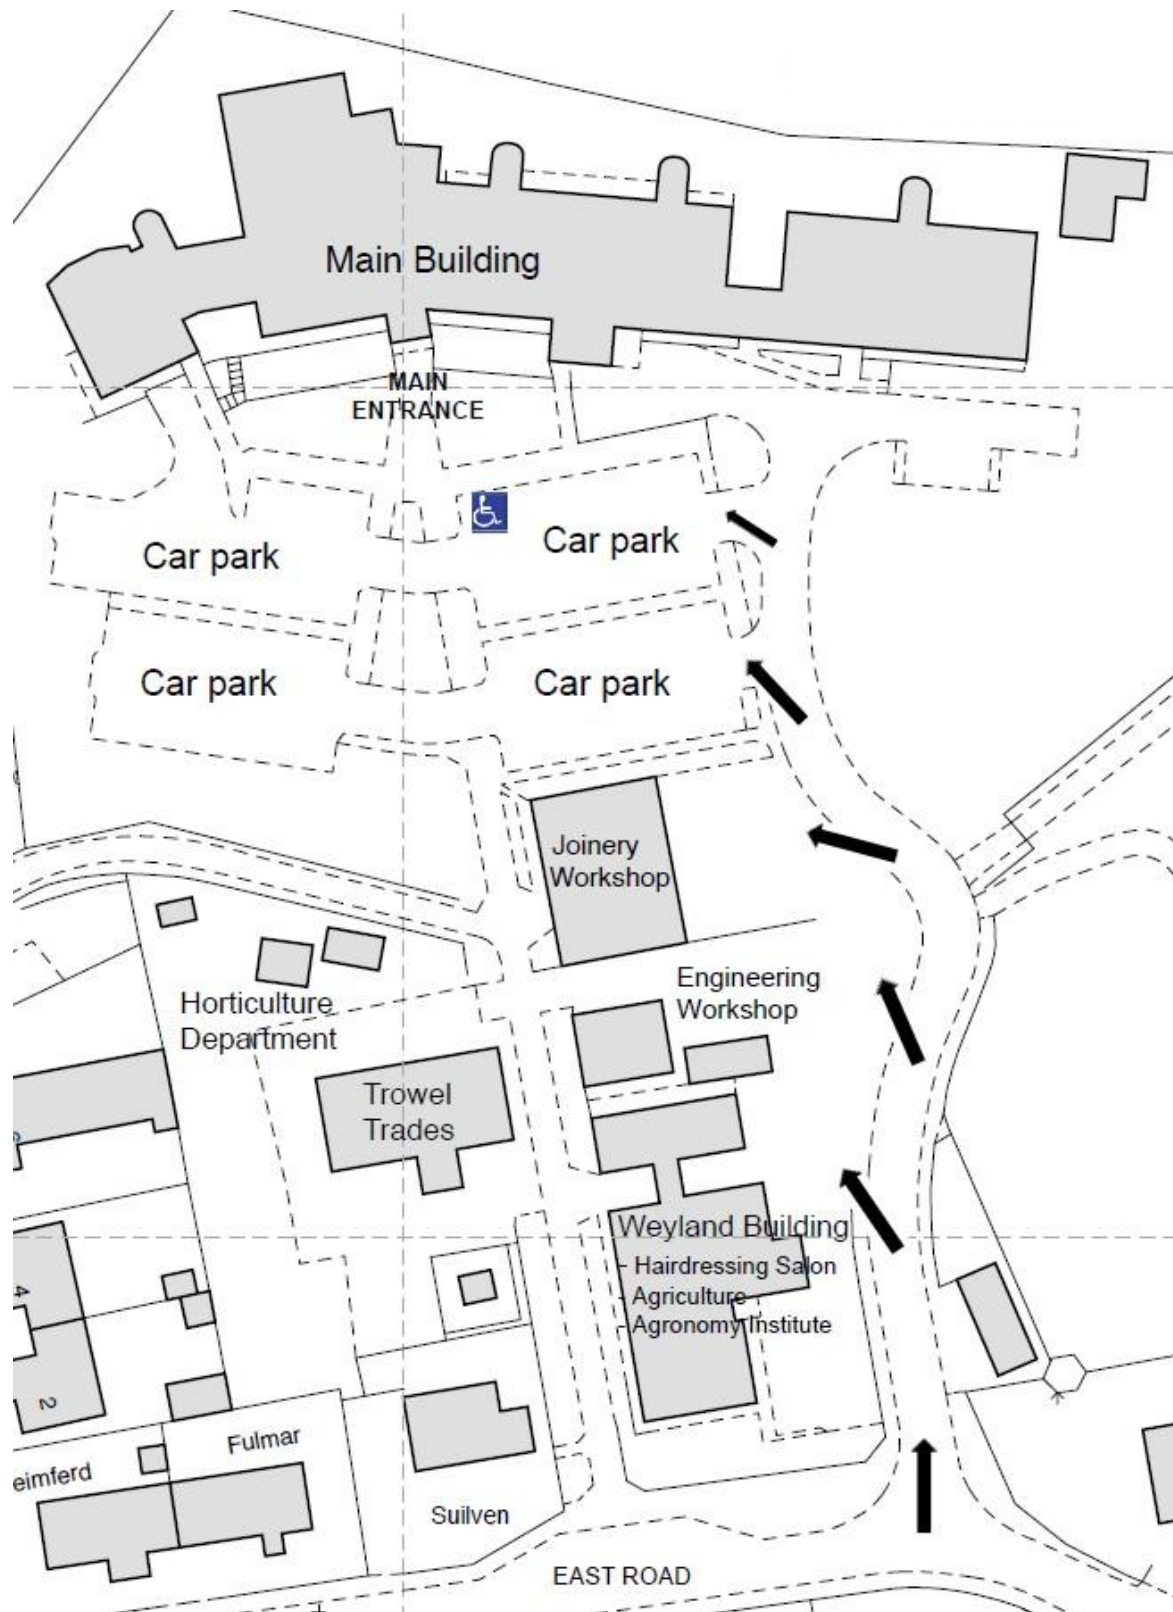 Main Building
MAIN
ENTRANCE
Car park
Car park
Car park
Car park
Joinery
Workshop
Engineering
Workshop
Horticulture
Department
Trowel
Trades
Weyland Building
- Hairdressing Salon
- Agriculture
- Agronomy Institute
4
2
Fulmar
eimferd
Suilven
EAST ROAD